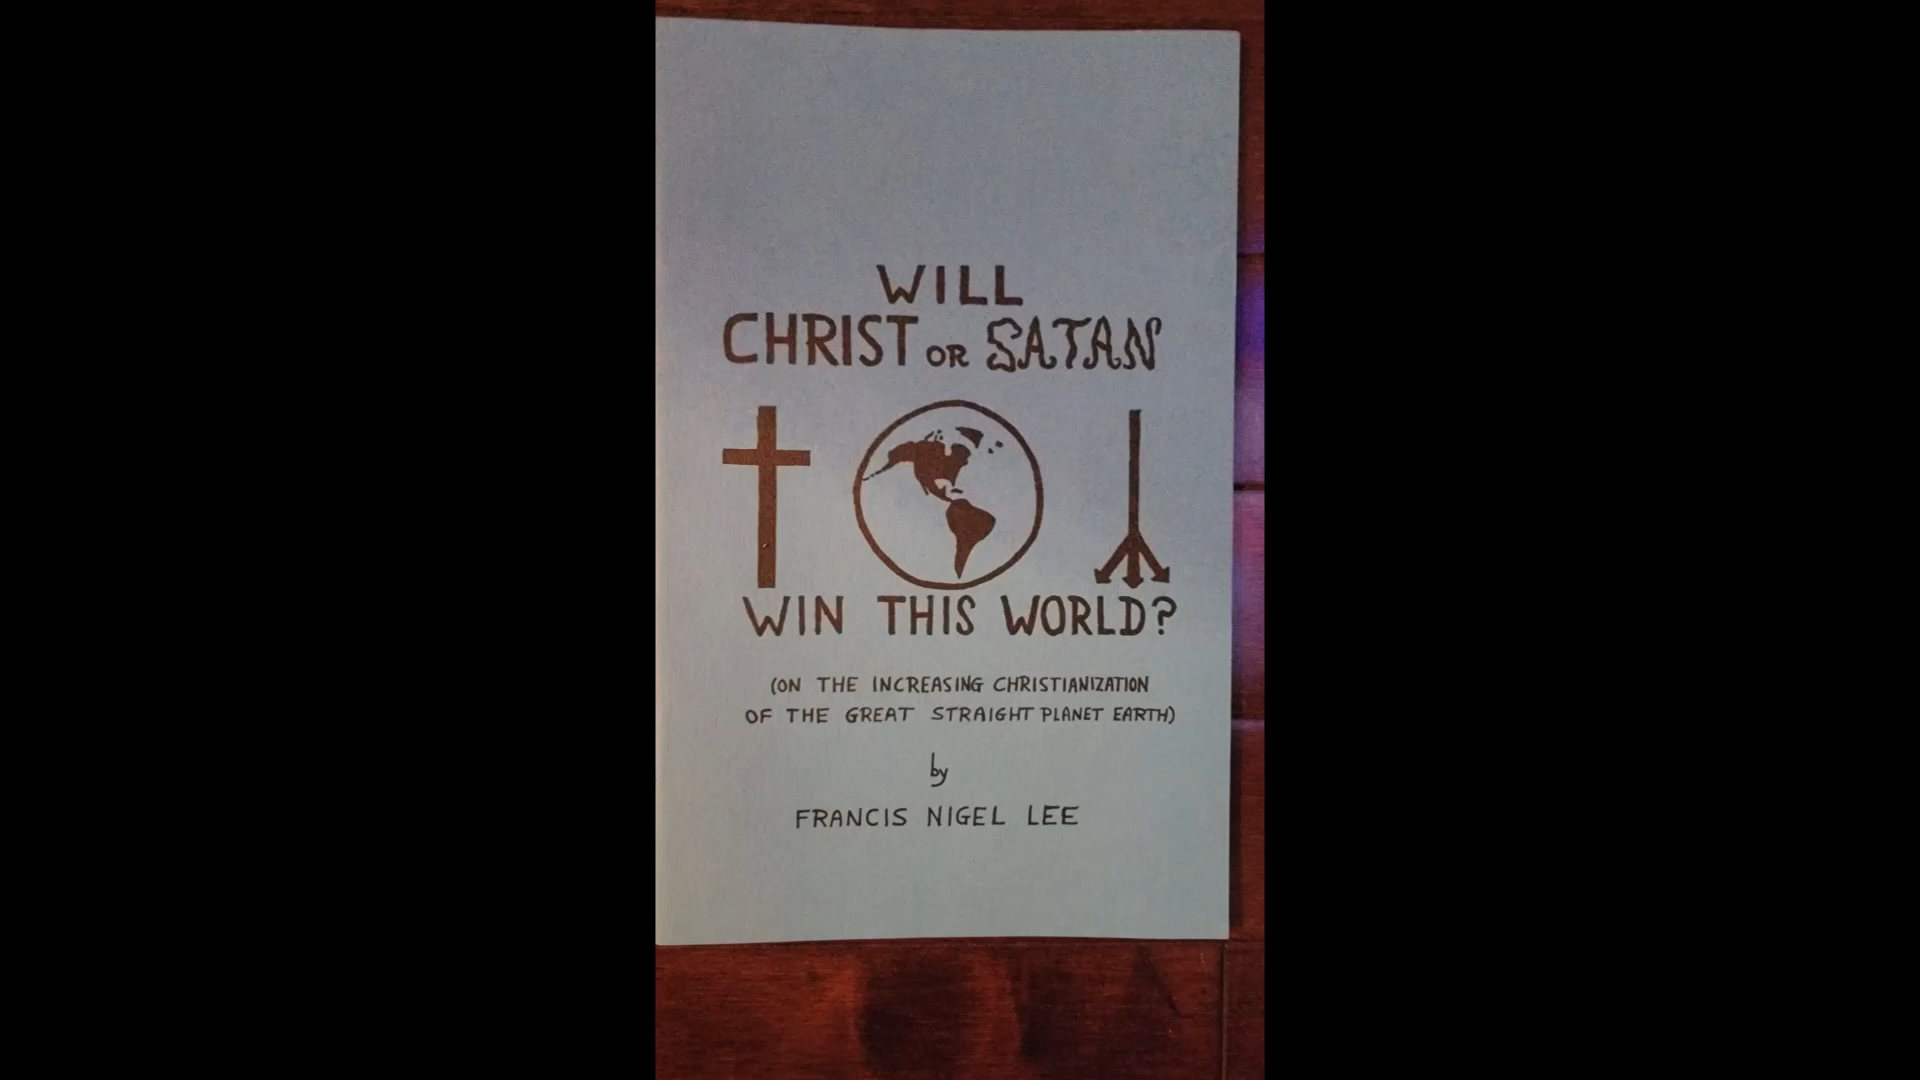 WILL
CHRIST OR SATAN
WIN THIS WORLD?
(ON THE INCREASING CHRISTIANIZATION
OF THE GREAT STRAIGHT PLANET EARTH)
by
FRANCIS NIGEL LEE